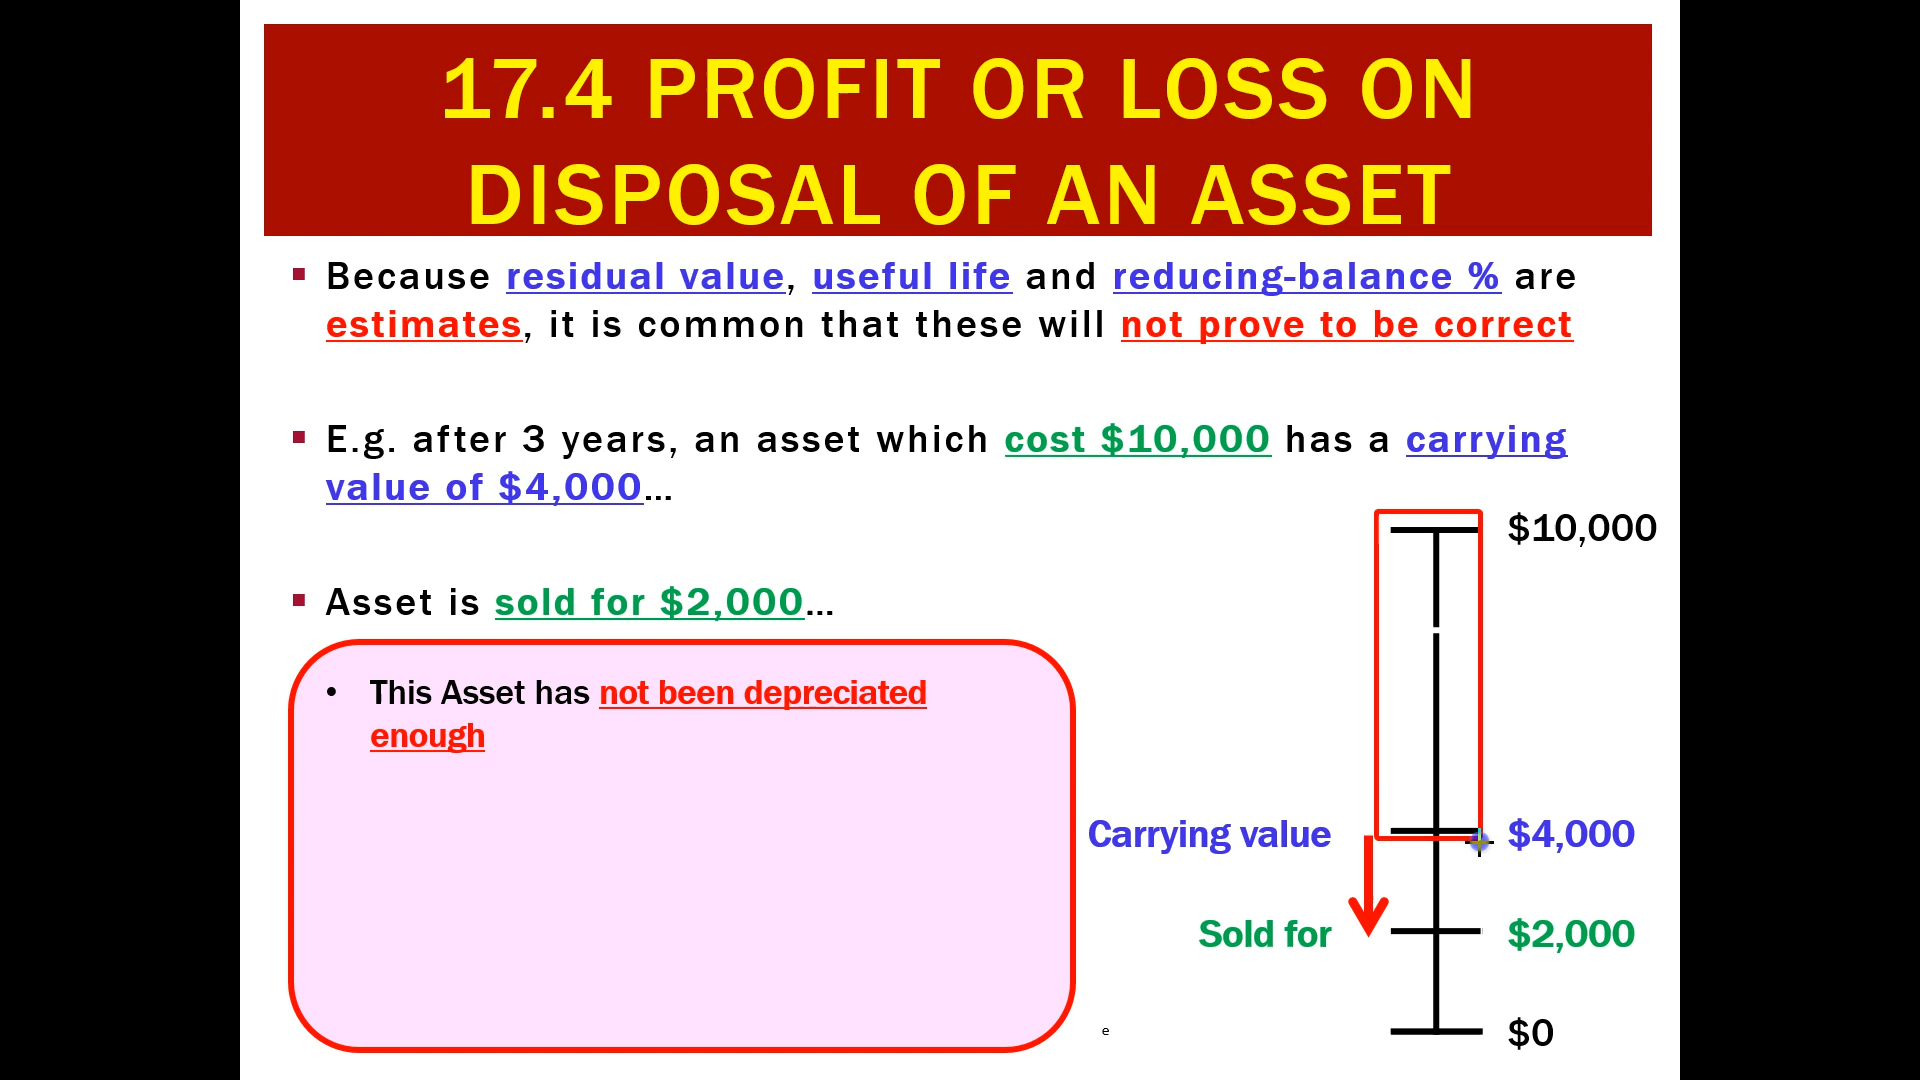 17.4 PROFIT OR LOSS ON
DISPOSAL OF AN ASSET
▪ Because residual value, useful life and reducing-balance % are
estimates, it is common that these will not prove to be correct
▪ E.g. after 3 years, an asset which cost $10,000 has a carrying
value of $4,000...
▪ Asset is sold for $2,000...
• This Asset has not been depreciated
enough
$10,000
Carrying value $4,000
Sold for $2,000
e
$0